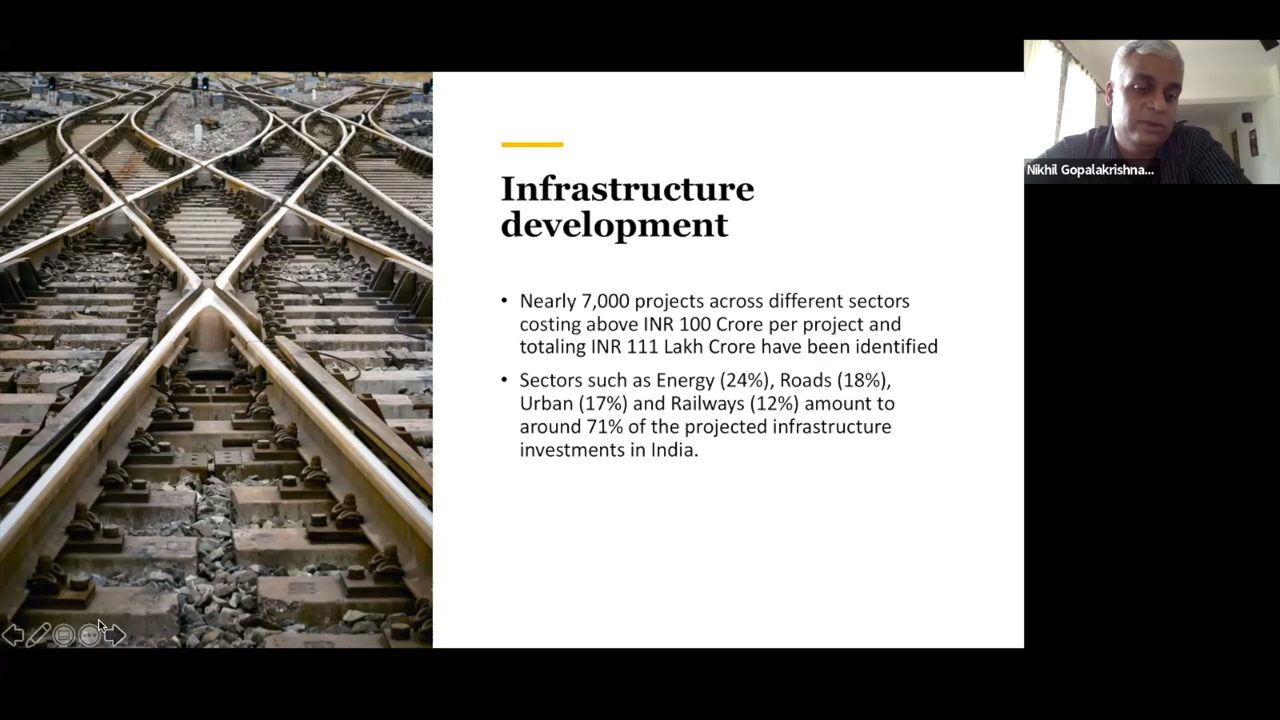 Infrastructure
development
• Nearly 7,000 projects across different sectors
costing above INR 100 Crore per project and
totaling INR 111 Lakh Crore have been identified
• Sectors such as Energy (24%), Roads (18%),
Urban (17%) and Railways (12%) amount to
around 71% of the projected infrastructure
investments in India.
Nikhil Gopalakrishna...